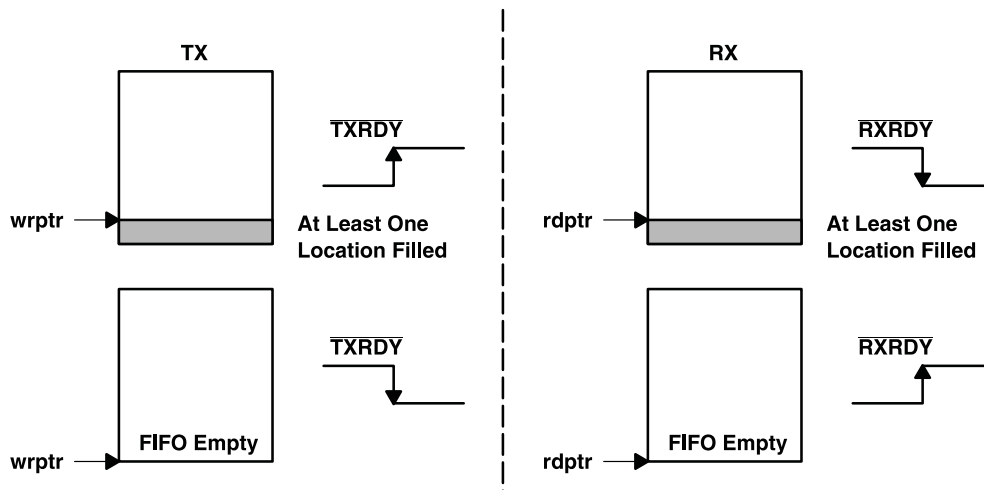 TX
TXRDY
wrptr
At Least One
Location Filled
TXRDY
FIFO Empty
wrptr
RX
RXRDY
rdptr
At Least One
Location Filled
RXRDY
FIFO Empty
rdptr